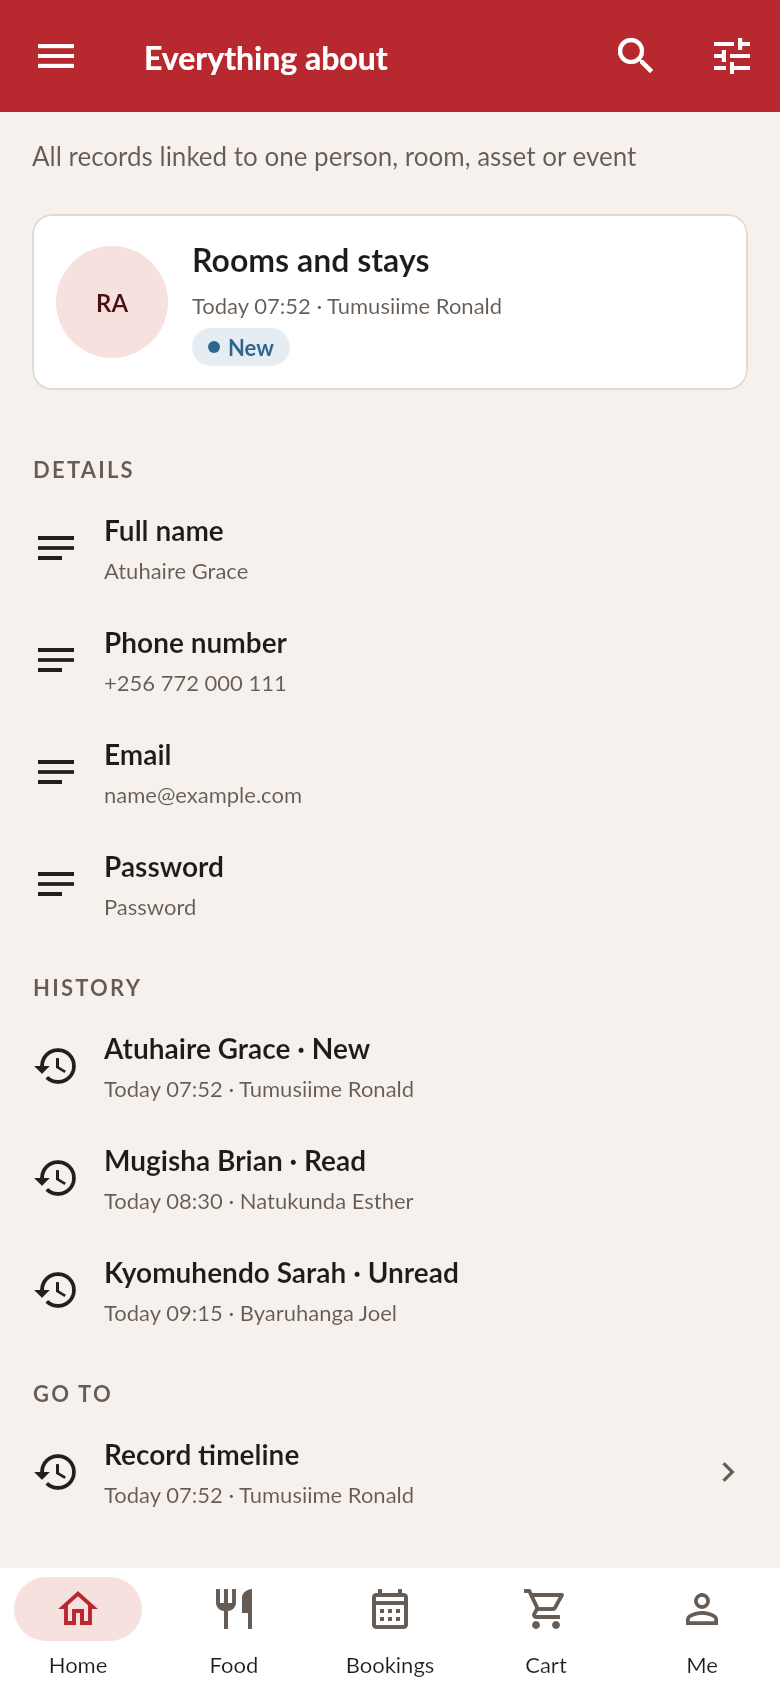 Everything about
All records linked to one person, room, asset or event
RA
Rooms and stays
Today 07:52 · Tumusiime Ronald
New
DETAILS
Full name
Atuhaire Grace
Phone number
+256 772 000 111
Email
name@example.com
Password
Password
HISTORY
Atuhaire Grace · New
Today 07:52 · Tumusiime Ronald
Mugisha Brian · Read
Today 08:30 · Natukunda Esther
Kyomuhendo Sarah · Unread
Today 09:15 · Byaruhanga Joel
GO TO
Record timeline
Today 07:52 · Tumusiime Ronald
Home
Food
Bookings
Cart
Me